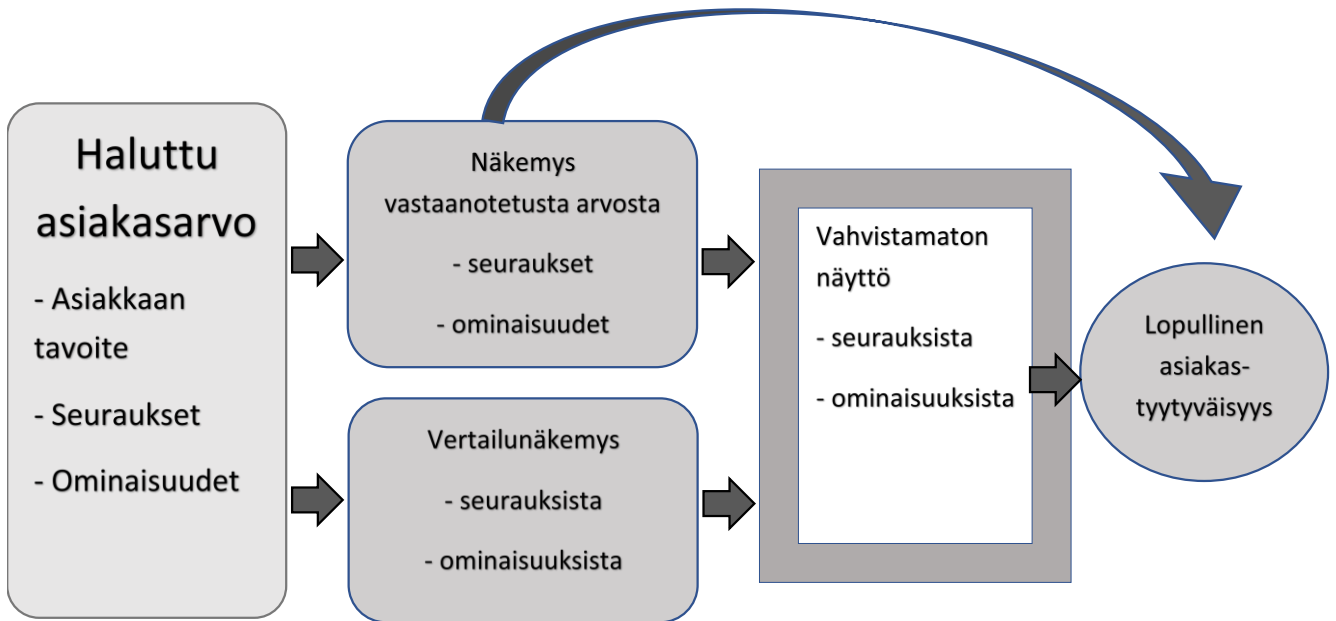 Haluttu
asiakasarvo
- Asiakkaan
tavoite
- Seuraukset
- Ominaisuudet
Näkemys
vastaanotetusta arvosta
- seuraukset
- ominaisuudet
Vertailunäkemys
- seurauksista
- ominaisuuksista
Vahvistamaton
näyttö
- seurauksista
- ominaisuuksista
Lopullinen
asiakas-
tyytyväisyys